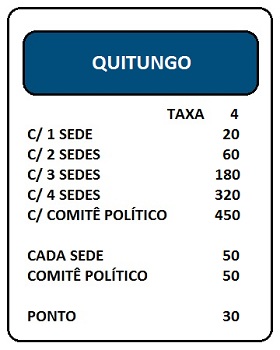 QUITUNGO
TAXA 4
C/ 1 SEDE 20
C/ 2 SEDES 60
C/ 3 SEDES 180
C/ 4 SEDES 320
C/ COMITÊ POLÍTICO 450
CADA SEDE 50
COMITÊ POLÍTICO 50
PONTO 30